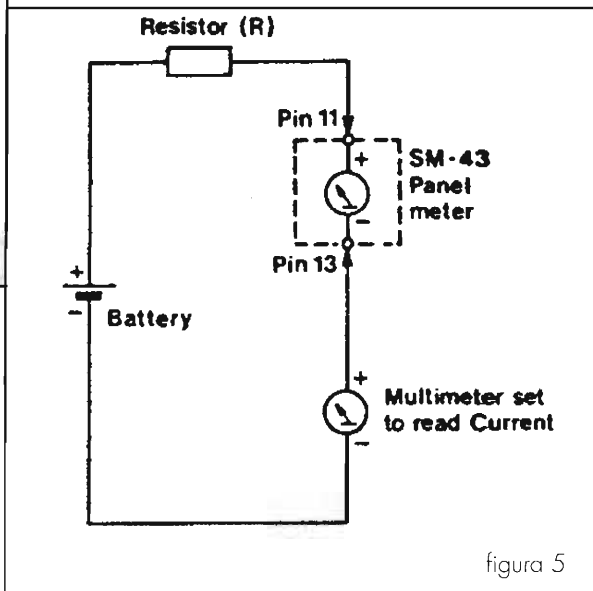 Resistor (R)
Pin 11
+
SM-43
Panel
meter
-
Pin 13
+
-
Battery
+
Multimeter set
to read Current
-
figura 5